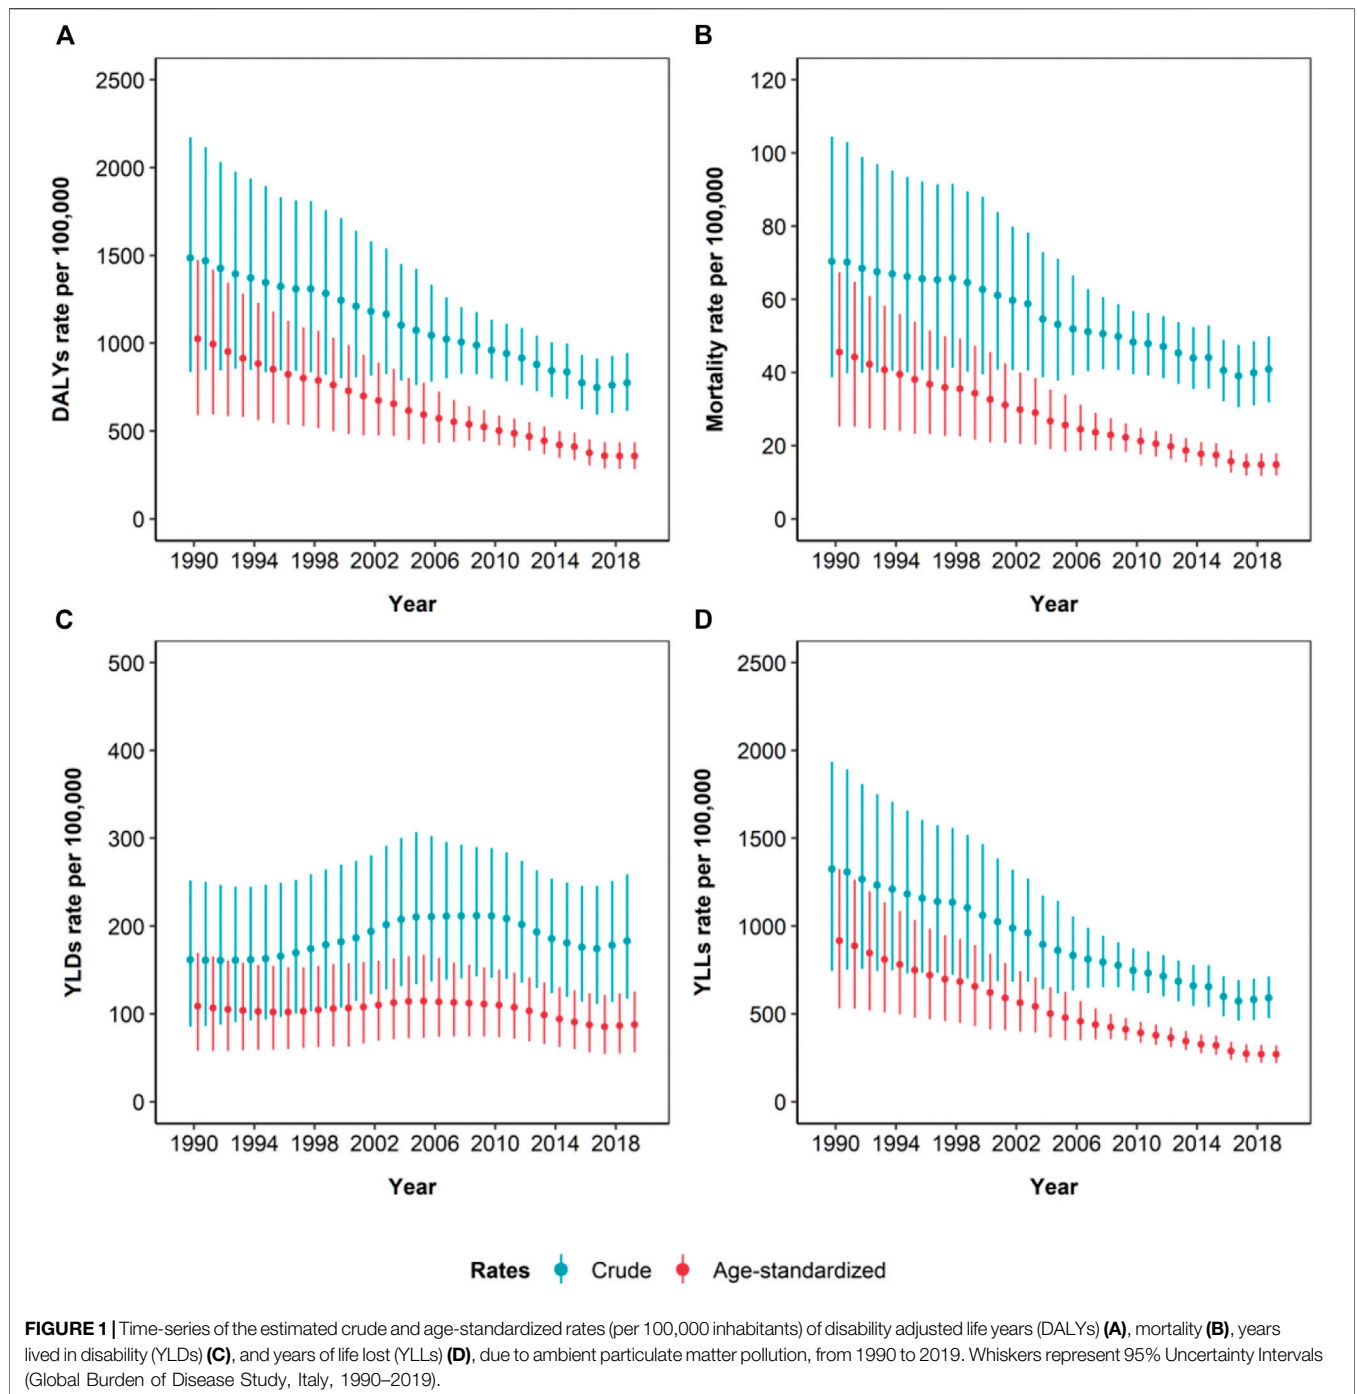 A
B
2500
2000
1500
1000
500
0
DALYs rate per 100,000
1990 1994 1998 2002 2006 2010 2014 2018
Year
120
100
80
60
40
20
0
Mortality rate per 100,000
1990 1994 1998 2002 2006 2010 2014 2018
Year
C
D
500
400
300
200
100
0
YLDs rate per 100,000
1990 1994 1998 2002 2006 2010 2014 2018
Year
2500
2000
1500
1000
500
0
YLLs rate per 100,000
1990 1994 1998 2002 2006 2010 2014 2018
Year
Rates Crude Age-standardized
FIGURE 1 | Time-series of the estimated crude and age-standardized rates (per 100,000 inhabitants) of disability adjusted life years (DALYs) (A), mortality (B), years
lived in disability (YLDs) (C), and years of life lost (YLLs) (D), due to ambient particulate matter pollution, from 1990 to 2019. Whiskers represent 95% Uncertainty Intervals
(Global Burden of Disease Study, Italy, 1990–2019).